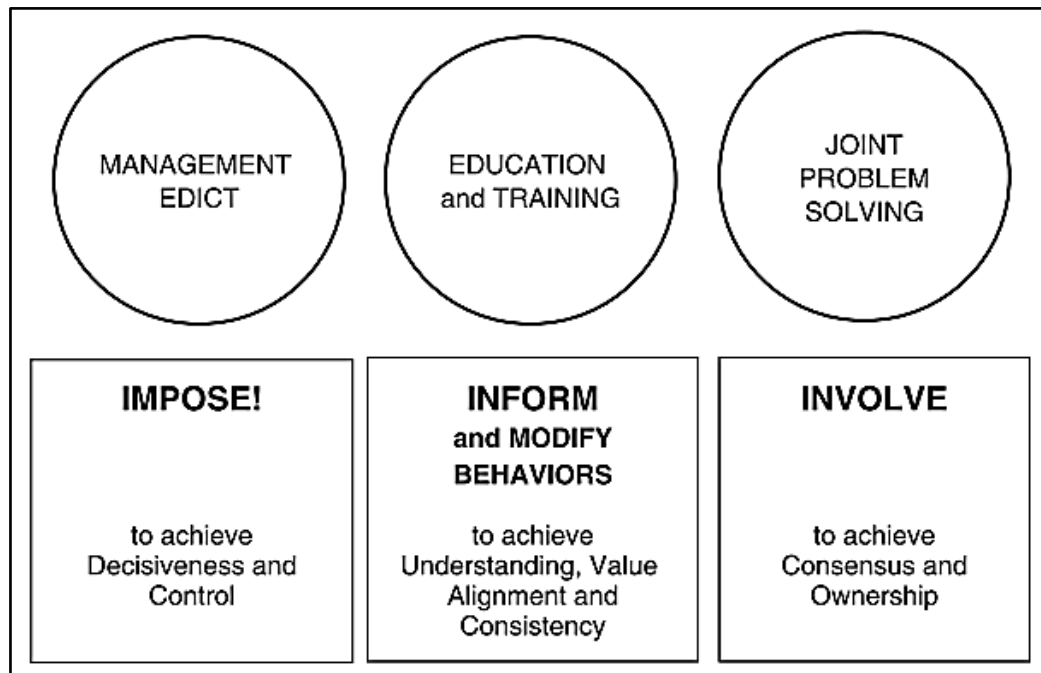 MANAGEMENT
EDICT
EDUCATION
and TRAINING
JOINT
PROBLEM
SOLVING
IMPOSE!
to achieve
Decisiveness and
Control
INFORM
and MODIFY
BEHAVIORS
to achieve
Understanding, Value
Alignment and
Consistency
INVOLVE
to achieve
Consensus and
Ownership